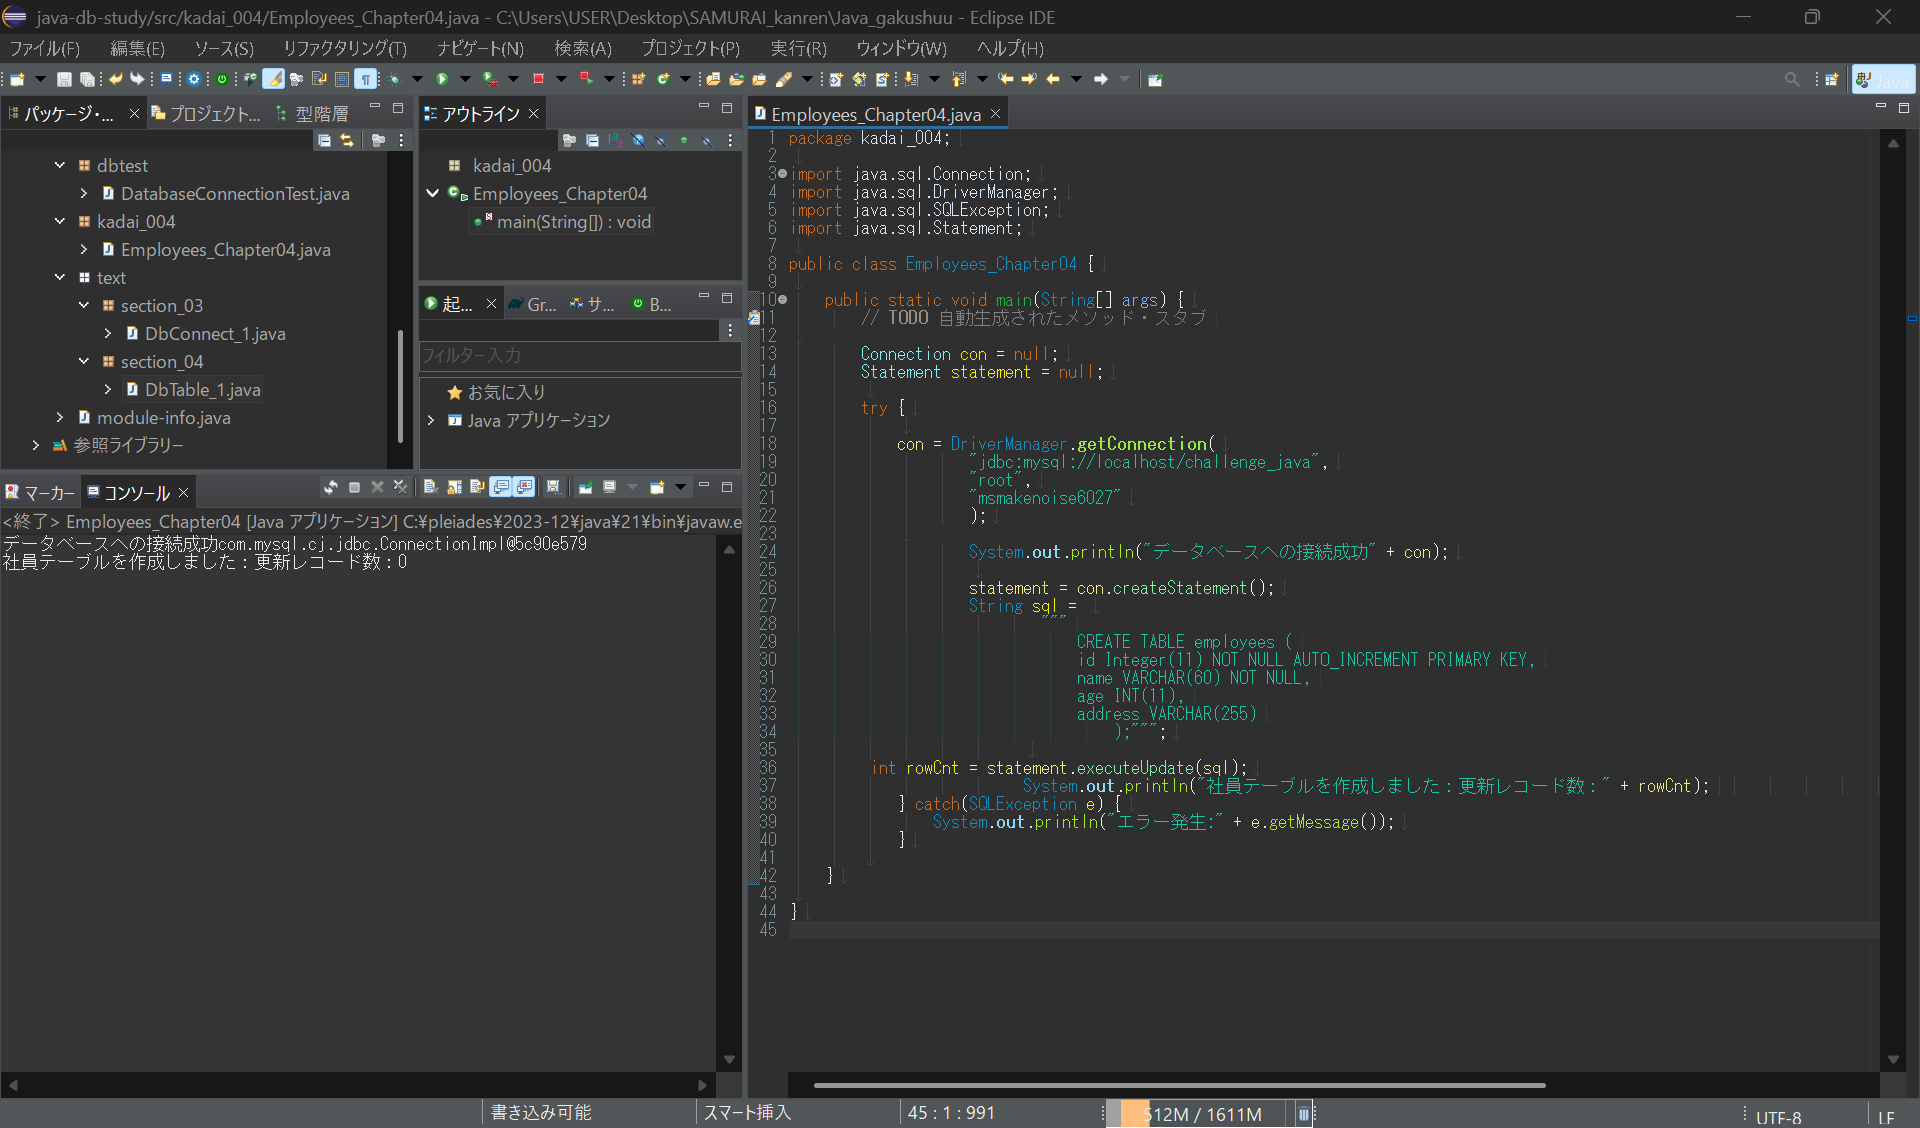 java-db-study/src/kadai_004/Employees_Chapter04.java - C:\Users\USER\Desktop\SAMURAI_kanren\Java_gakushuu - Eclipse IDE
ファイル(F) 編集(E) ソース(S) リファクタリング(T) ナビゲート(N) 検索(A) プロジェクト(P) 実行(R) ウィンドウ(W) ヘルプ(H)
Java
パッケージ・... プロジェクト... 型階層
dbtest
DatabaseConnectionTest.java
kadai_004
Employees_Chapter04.java
text
section_03
DbConnect_1.java
section_04
DbTable_1.java
module-info.java
参照ライブラリー
アウトライン
kadai_004
Employees_Chapter04
main(String[]) : void
起... Gr... サ... B...
フィルター入力
お気に入り
Java アプリケーション
マーカー コンソール
<終了> Employees_Chapter04 [Java アプリケーション] C:¥pleiades¥2023-12¥java¥21¥bin¥javaw.e
データベースへの接続成功com.mysql.cj.jdbc.ConnectionImpl@5c90e579
社員テーブルを作成しました：更新レコード数：0
Employees_Chapter04.java
1 package kadai_004;
2
3 import java.sql.Connection;
4 import java.sql.DriverManager;
5 import java.sql.SQLException;
6 import java.sql.Statement;
7
8 public class Employees_Chapter04 {
9
10 public static void main(String[] args) {
11 // TODO 自動生成されたメソッド・スタブ
12
13 Connection con = null;
14 Statement statement = null;
15
16 try {
17
18 con = DriverManager.getConnection(
19 "jdbc:mysql://localhost/challenge_java",
20 "root",
21 "msmakenoise6027"
22 );
23
24 System.out.println("データベースへの接続成功" + con);
25
26 statement = con.createStatement();
27 String sql =
28 """
29 CREATE TABLE employees (
30 id Integer(11) NOT NULL AUTO_INCREMENT PRIMARY KEY,
31 name VARCHAR(60) NOT NULL,
32 age INT(11),
33 address VARCHAR(255)
34 );""";
35
36 int rowCnt = statement.executeUpdate(sql);
37 System.out.println("社員テーブルを作成しました：更新レコード数：" + rowCnt);
38 } catch(SQLException e) {
39 System.out.println("エラー発生:" + e.getMessage());
40 }
41
42 }
43
44 }
45
書き込み可能 スマート挿入 45 : 1 : 991 512M / 1611M UTF-8 LF